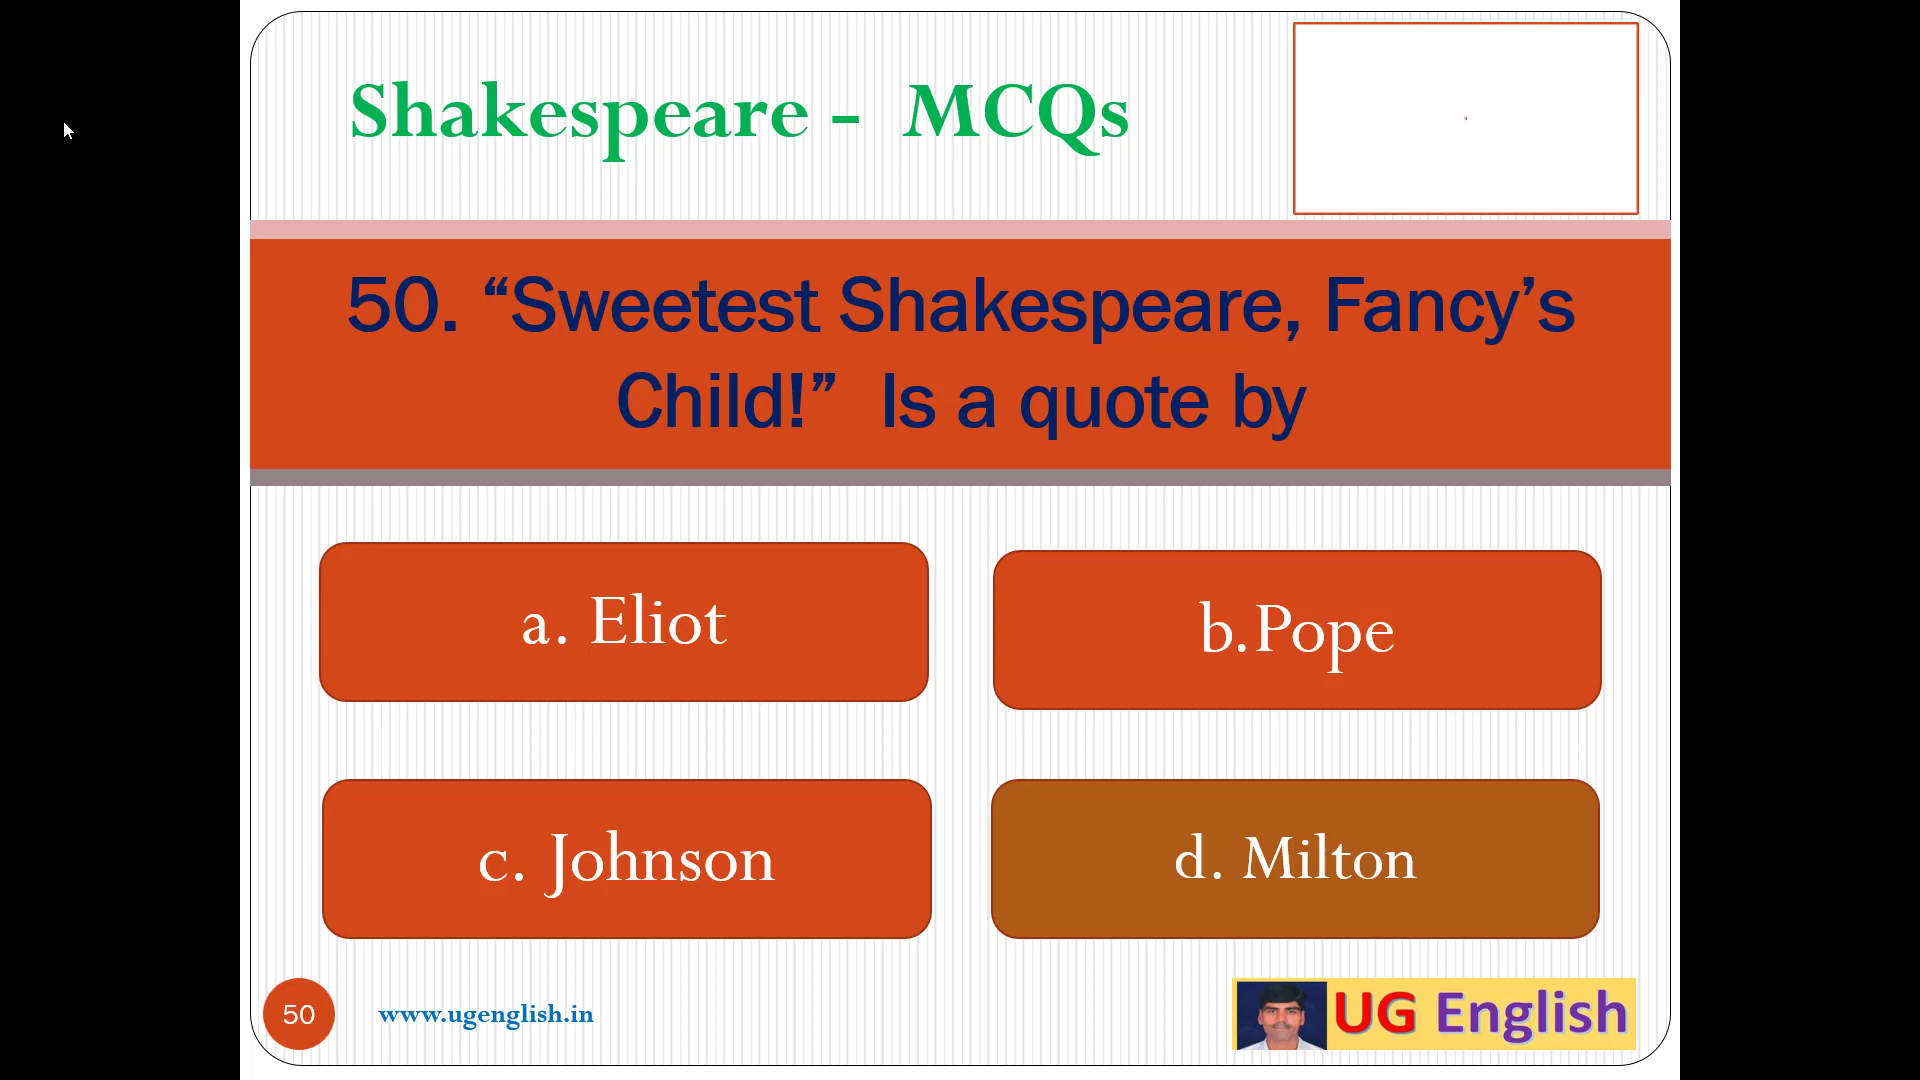 Shakespeare - MCQs
50. “Sweetest Shakespeare, Fancy’s
Child!” Is a quote by
a. Eliot
b.Pope
c. Johnson
d. Milton
50
www.ugenglish.in
UG English